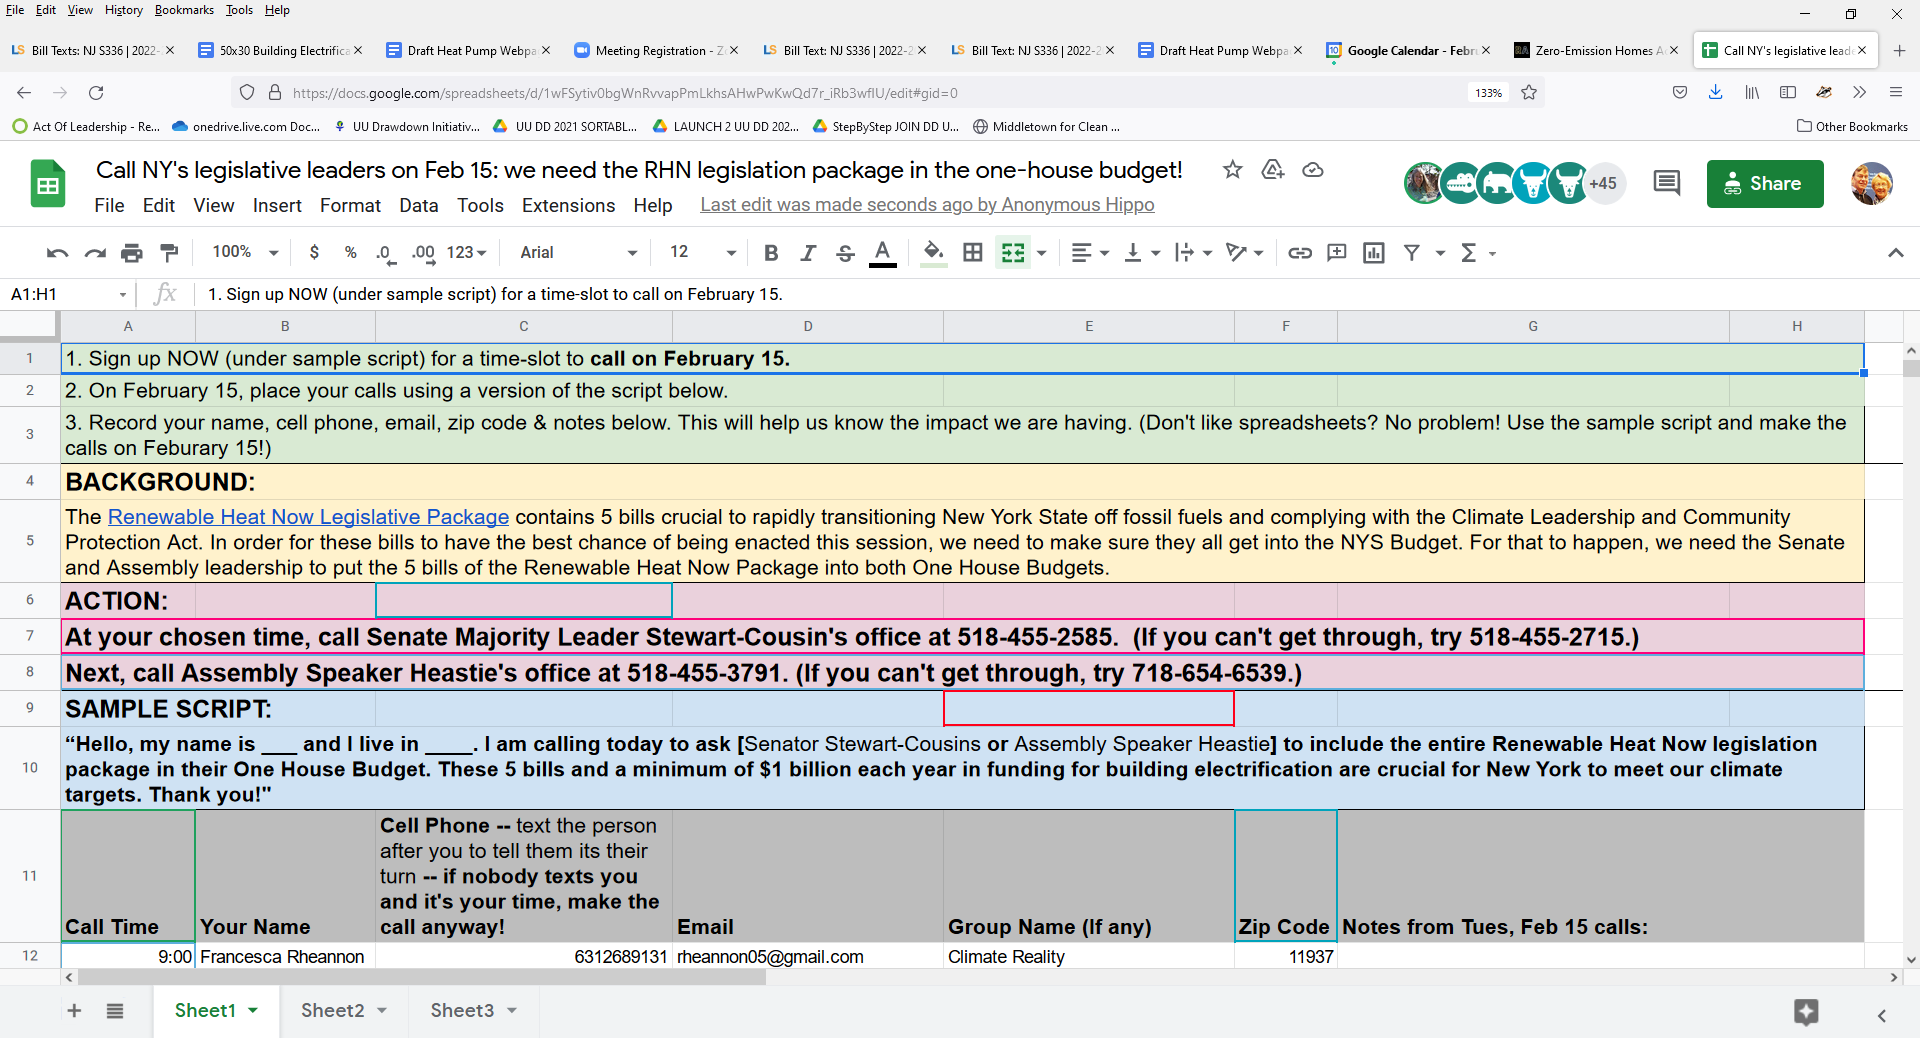 File Edit View History Bookmarks Tools Help
Bill Texts: NJ S336 | 2022-
50x30 Building Electrifica
Draft Heat Pump Webpa
Meeting Registration - Z
Bill Text: NJ S336 | 2022-2
Bill Text: NJ S336 | 2022-2
Draft Heat Pump Webpa
Google Calendar - Febr
Zero-Emission Homes A
Call NY's legislative lead
https://docs.google.com/spreadsheets/d/1wFSytiv0bgWnRvvapPmLkhsAHwPwKwQd7r_iRb3wflU/edit#gid=0
133%
Act Of Leadership - Re...
onedrive.live.com Doc...
UU Drawdown Initiativ...
UU DD 2021 SORTABL...
LAUNCH 2 UU DD 202...
StepByStep JOIN DD U...
Middletown for Clean ...
Other Bookmarks
Call NY's legislative leaders on Feb 15: we need the RHN legislation package in the one-house budget!
+45
Share
File Edit View Insert Format Data Tools Extensions Help Last edit was made seconds ago by Anonymous Hippo
100% $ % .0 .00 123 Arial 12 B I S A
A1:H1 fx 1. Sign up NOW (under sample script) for a time-slot to call on February 15.
A B C D E F G H
1 1. Sign up NOW (under sample script) for a time-slot to call on February 15.
2 2. On February 15, place your calls using a version of the script below.
3 3. Record your name, cell phone, email, zip code & notes below. This will help us know the impact we are having. (Don't like spreadsheets? No problem! Use the sample script and make the
calls on Feburary 15!)
4 BACKGROUND:
The Renewable Heat Now Legislative Package contains 5 bills crucial to rapidly transitioning New York State off fossil fuels and complying with the Climate Leadership and Community
5 Protection Act. In order for these bills to have the best chance of being enacted this session, we need to make sure they all get into the NYS Budget. For that to happen, we need the Senate
and Assembly leadership to put the 5 bills of the Renewable Heat Now Package into both One House Budgets.
6 ACTION:
7 At your chosen time, call Senate Majority Leader Stewart-Cousin's office at 518-455-2585. (If you can't get through, try 518-455-2715.)
8 Next, call Assembly Speaker Heastie's office at 518-455-3791. (If you can't get through, try 718-654-6539.)
9 SAMPLE SCRIPT:
“Hello, my name is ___ and I live in ____. I am calling today to ask [Senator Stewart-Cousins or Assembly Speaker Heastie] to include the entire Renewable Heat Now legislation
10 package in their One House Budget. These 5 bills and a minimum of $1 billion each year in funding for building electrification are crucial for New York to meet our climate
targets. Thank you!"
Cell Phone -- text the person
after you to tell them its their
11 turn -- if nobody texts you
and it's your time, make the
Call Time Your Name call anyway! Email Group Name (If any) Zip Code Notes from Tues, Feb 15 calls:
12 9:00 Francesca Rheannon 6312689131 rheannon05@gmail.com Climate Reality 11937
Sheet1 Sheet2 Sheet3